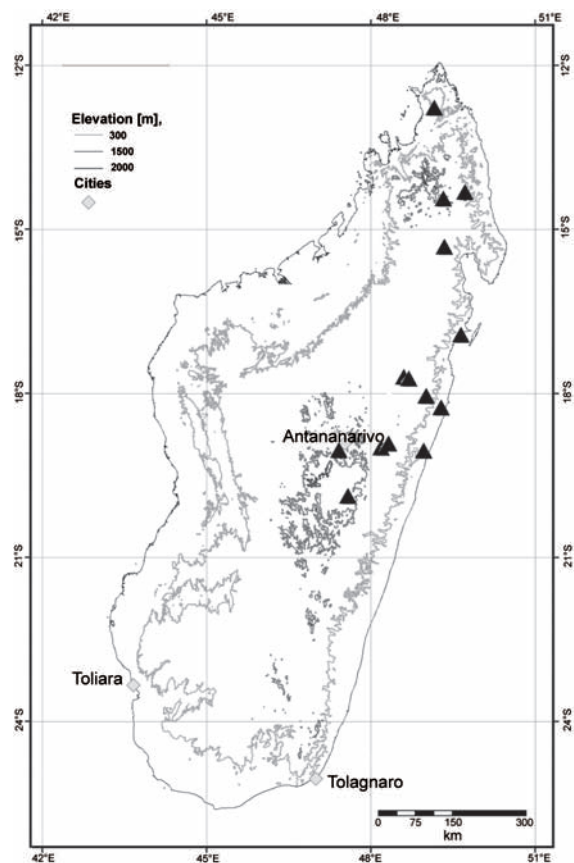 42°E 45°E 48°E 51°E
12°S 12°S
Elevation [m],
300
1500
2000
Cities
15°S 15°S
18°S 18°S
Antananarivo
21°S 21°S
Toliara
24°S 24°S
Tolagnaro
0 75 150 300
km
42°E 45°E 48°E 51°E